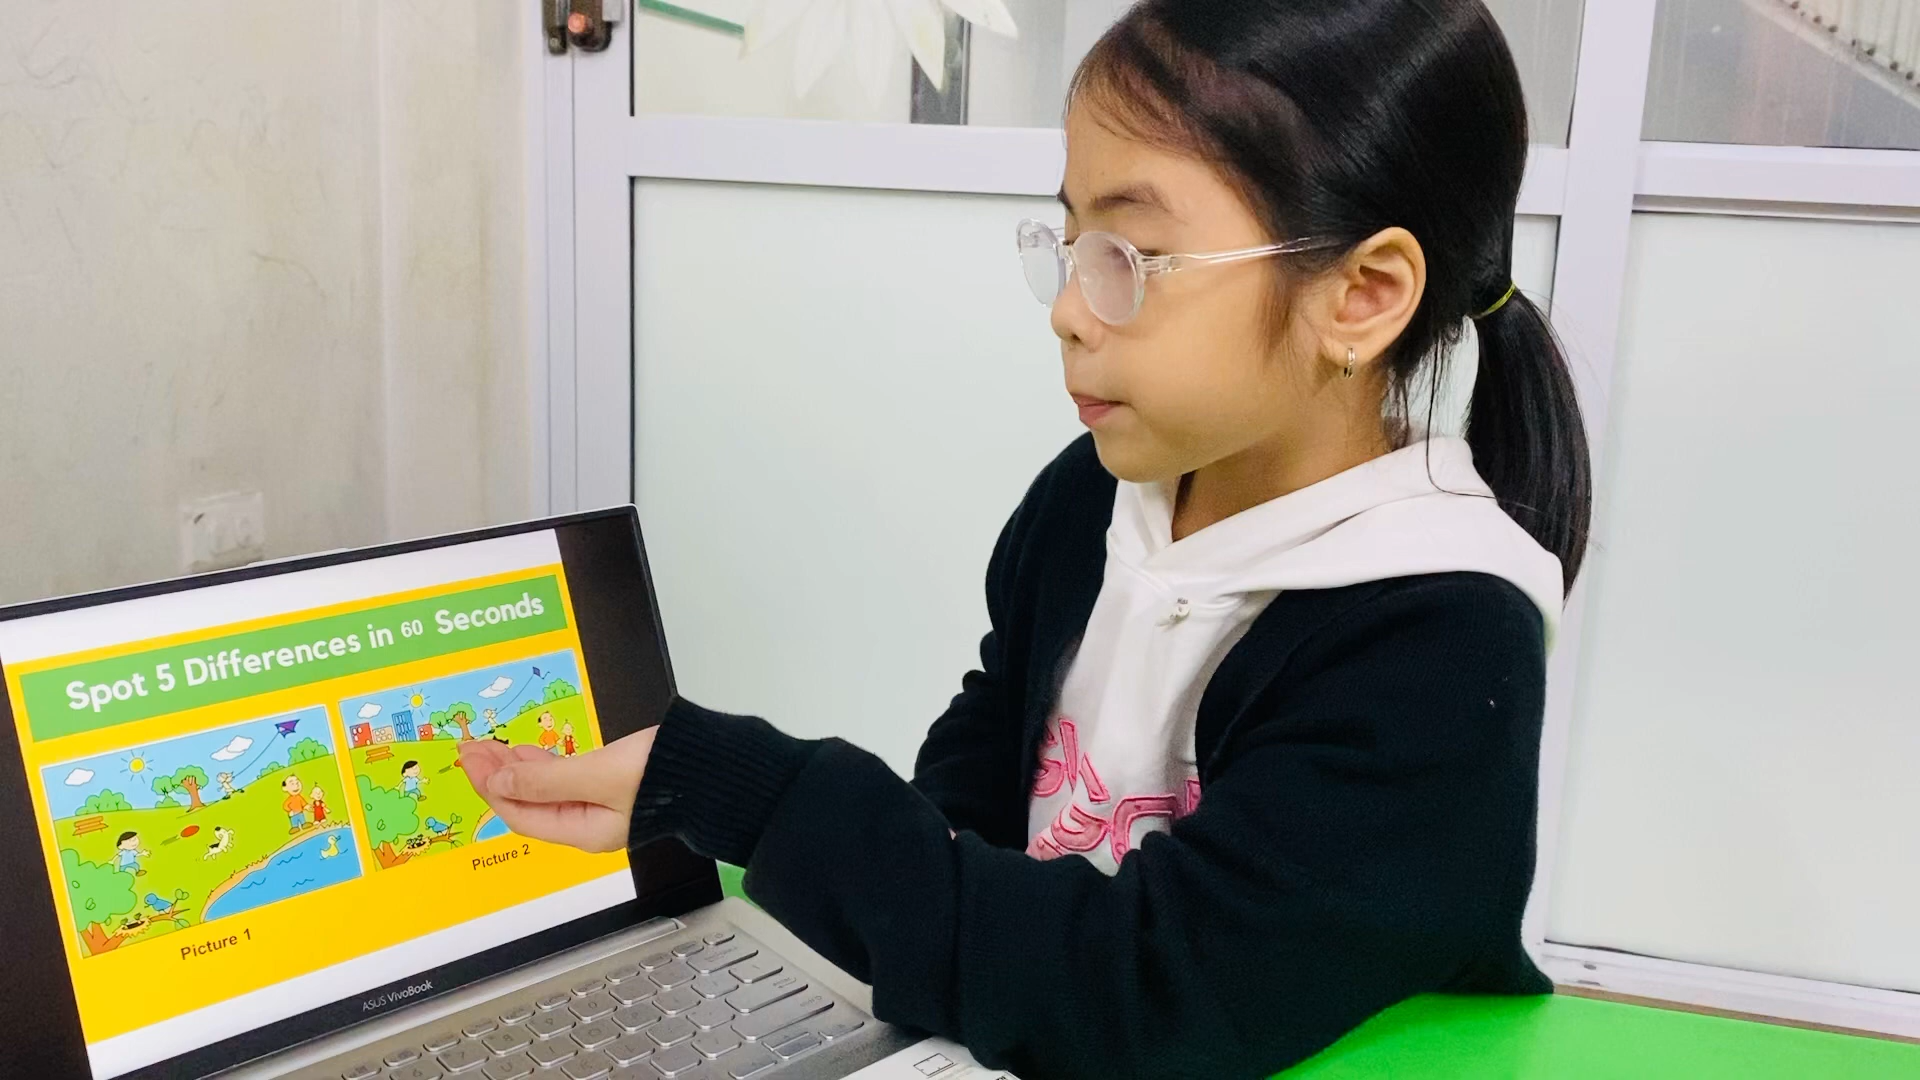 Spot 5 Differences in 60 Seconds
Picture 1
Picture 2
ASUS VivoBook